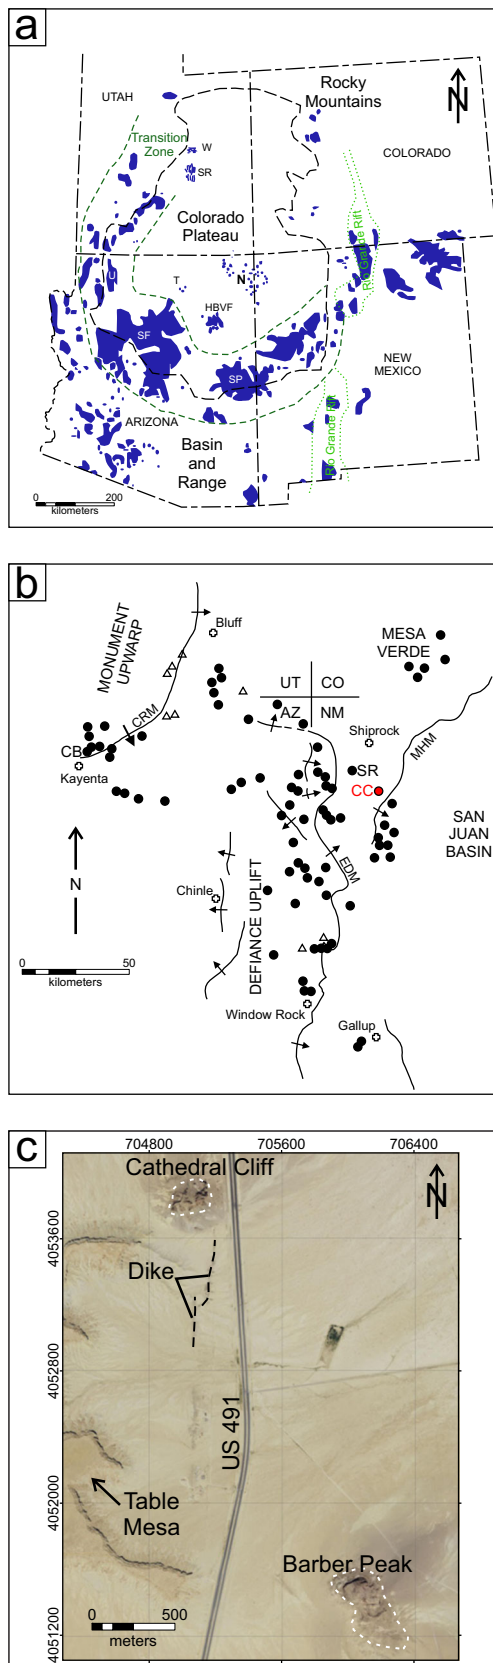 a
N
Rocky
Mountains
UTAH
COLORADO
Transition
Zone
W
SR
Colorado
Plateau
Rio Grande Rift
U
T
N
HBVF
SF
SP
NEW
MEXICO
ARIZONA
Rio Grande Rift
Basin
and
Range
0 200
kilometers
b
MONUMENT
UPWARP
Bluff
MESA
VERDE
UT CO
AZ NM
CRM
Shiprock
MHM
CB
SR
Kayenta
CC
SAN
JUAN
BASIN
N
EDM
Chinle
DEFIANCE UPLIFT
0 50
kilometers
Window Rock
Gallup
c
704800 705600 706400
Cathedral Cliff
N
4053600
Dike
4052800
US 491
4052000
Table
Mesa
Barber Peak
0 500
meters
4051200